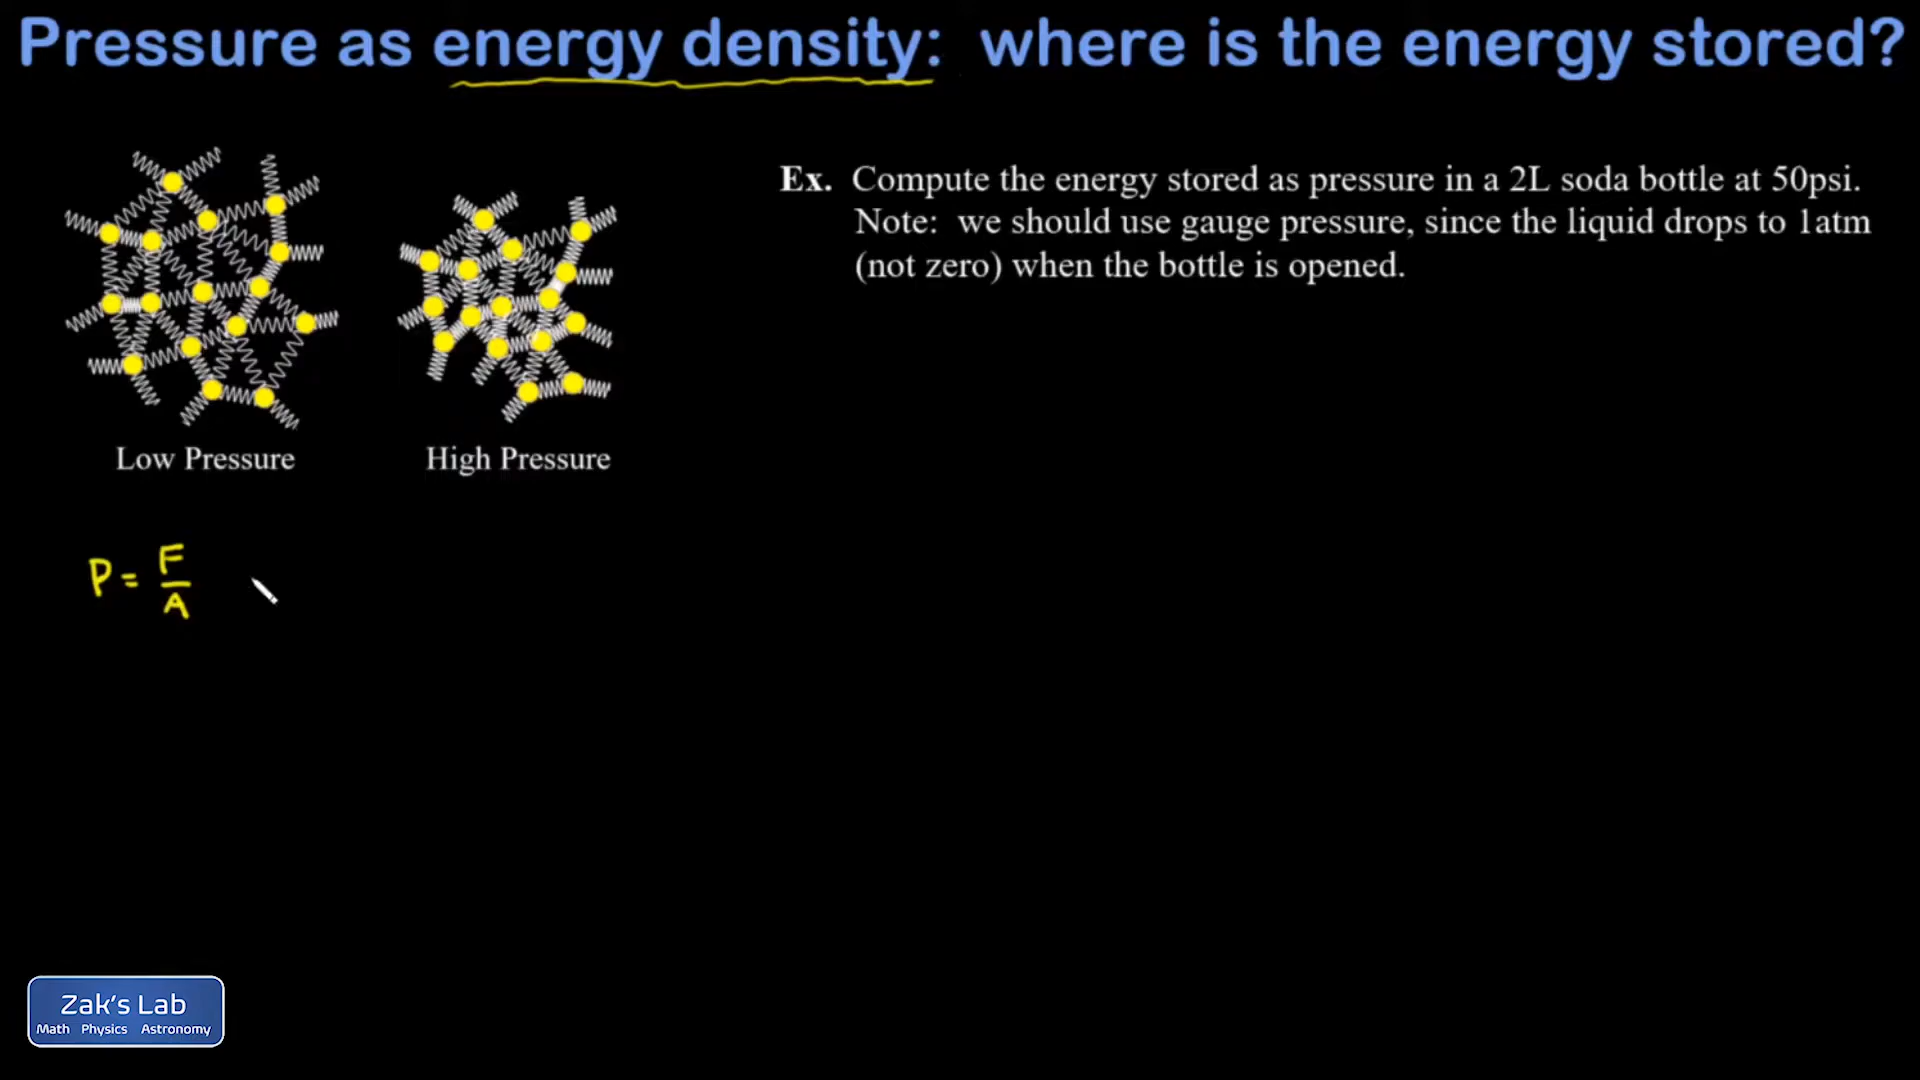 Pressure as energy density: where is the energy stored?
Ex. Compute the energy stored as pressure in a 2L soda bottle at 50psi.
Note: we should use gauge pressure, since the liquid drops to 1atm
(not zero) when the bottle is opened.
Low Pressure
High Pressure
P = F/A
Zak's Lab
Math Physics Astronomy